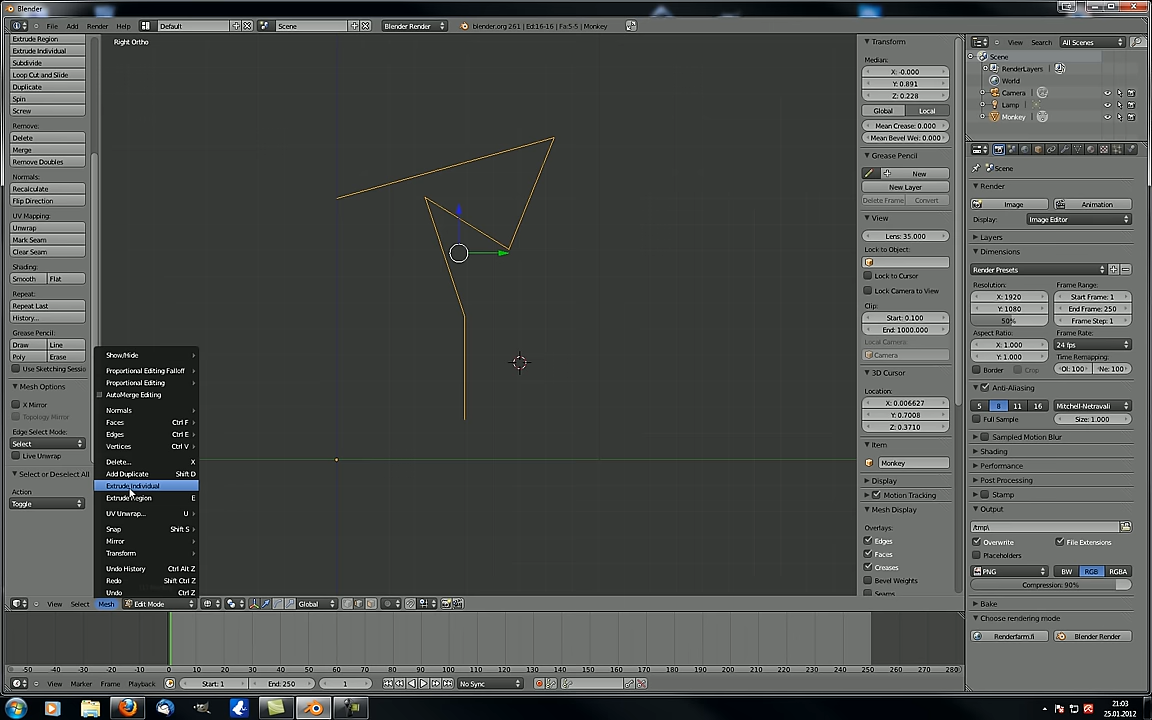 Blender
File
Add
Render
Help
Default
Scene
Blender Render
blender.org 261 | Ed:16-16 | Fa:5-5 | Monkey
View
Search
All Scenes
Extrude Region
Extrude Individual
Subdivide
Loop Cut and Slide
Duplicate
Spin
Screw
Remove:
Delete
Merge
Remove Doubles
Normals:
Recalculate
Flip Direction
UV Mapping:
Unwrap
Mark Seam
Clear Seam
Shading:
Smooth
Flat
Repeat:
Repeat Last
History...
Grease Pencil:
Draw
Line
Poly
Erase
Use Sketching Sessio
Mesh Options
X Mirror
Topology Mirror
Edge Select Mode:
Select
Live Unwrap
Select or Deselect All
Action
Toggle
Right Ortho
Show/Hide
Proportional Editing Falloff
Proportional Editing
AutoMerge Editing
Normals
Faces Ctrl F
Edges Ctrl E
Vertices Ctrl V
Delete... X
Add Duplicate Shift D
Extrude Individual
Extrude Region E
UV Unwrap... U
Snap Shift S
Mirror
Transform
Undo History Ctrl Alt Z
Redo Shift Ctrl Z
Undo Ctrl Z
View
Select
Mesh
Edit Mode
Global
Transform
Median:
X: -0.000
Y: 0.891
Z: 0.228
Global
Local
Mean Crease: 0.000
Mean Bevel Wei: 0.000
Grease Pencil
New
New Layer
Delete Frame
Convert
View
Lens: 35.000
Lock to Object:
Lock to Cursor
Lock Camera to View
Clip:
Start: 0.100
End: 1000.000
Local Camera:
Camera
3D Cursor
Location:
X: 0.006627
Y: 0.7008
Z: 0.3710
Item
Monkey
Display
Motion Tracking
Mesh Display
Overlays:
Edges
Faces
Creases
Bevel Weights
Seams
Scene
RenderLayers
World
Camera
Lamp
Monkey
Scene
Render
Image
Animation
Display:
Image Editor
Layers
Dimensions
Render Presets
Resolution:
Frame Range:
X: 1920
Start Frame: 1
Y: 1080
End Frame: 250
50%
Frame Step: 1
Aspect Ratio:
Frame Rate:
X: 1.000
24 fps
Y: 1.000
Time Remapping:
Border
Crop
Ol: 100
Ne: 100
Anti-Aliasing
5
8
11
16
Mitchell-Netravali
Full Sample
Size: 1.000
Sampled Motion Blur
Shading
Performance
Post Processing
Stamp
Output
/tmp\
Overwrite
File Extensions
Placeholders
PNG
BW
RGB
RGBA
Compression: 90%
Bake
Choose rendering mode
Renderfarm.fi
Blender Render
-50 -40 -30 -20 -10 0 10 20 30 40 50 60 70 80 90 100 110 120 130 140 150 160 170 180 190 200 210 220 230 240 250 260 270 280
View
Marker
Frame
Playback
Start: 1
End: 250
1
No Sync
21:03
25.01.2012